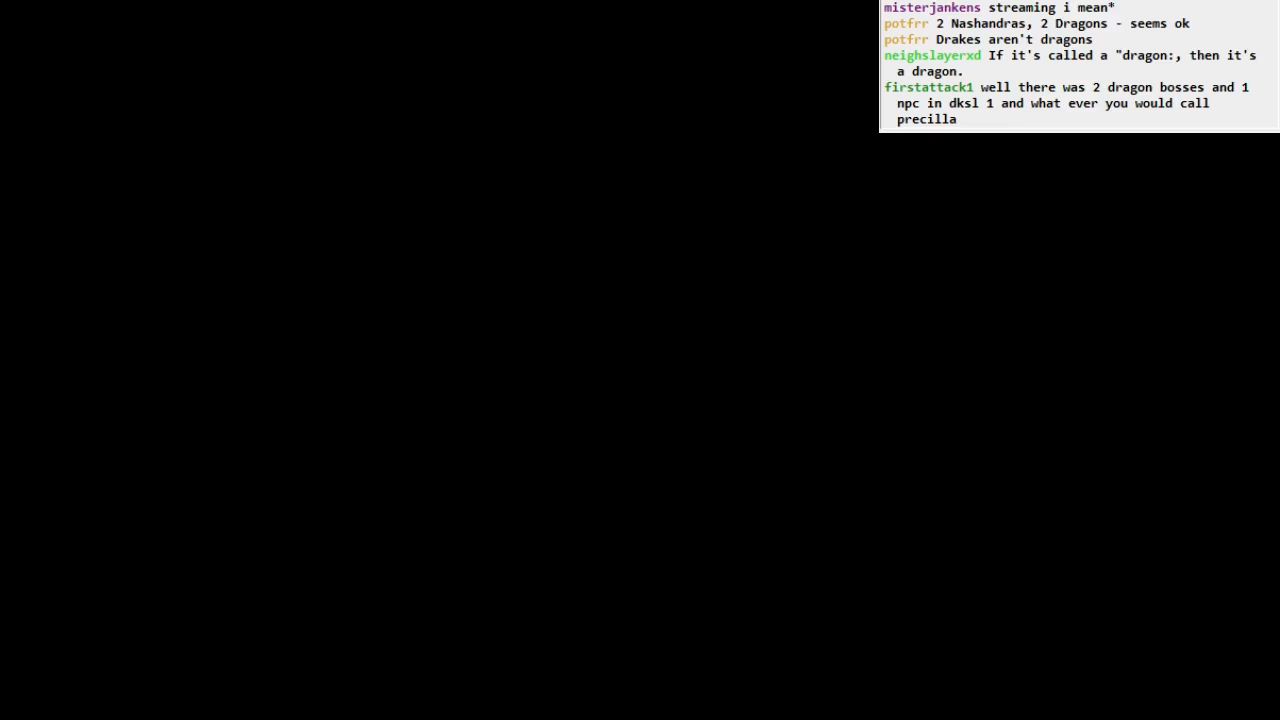 misterjankens streaming i mean*
potfrr 2 Nashandras, 2 Dragons - seems ok
potfrr Drakes aren't dragons
neighslayerxd If it's called a "dragon:, then it's
a dragon.
firstattack1 well there was 2 dragon bosses and 1
npc in dksl 1 and what ever you would call
precilla